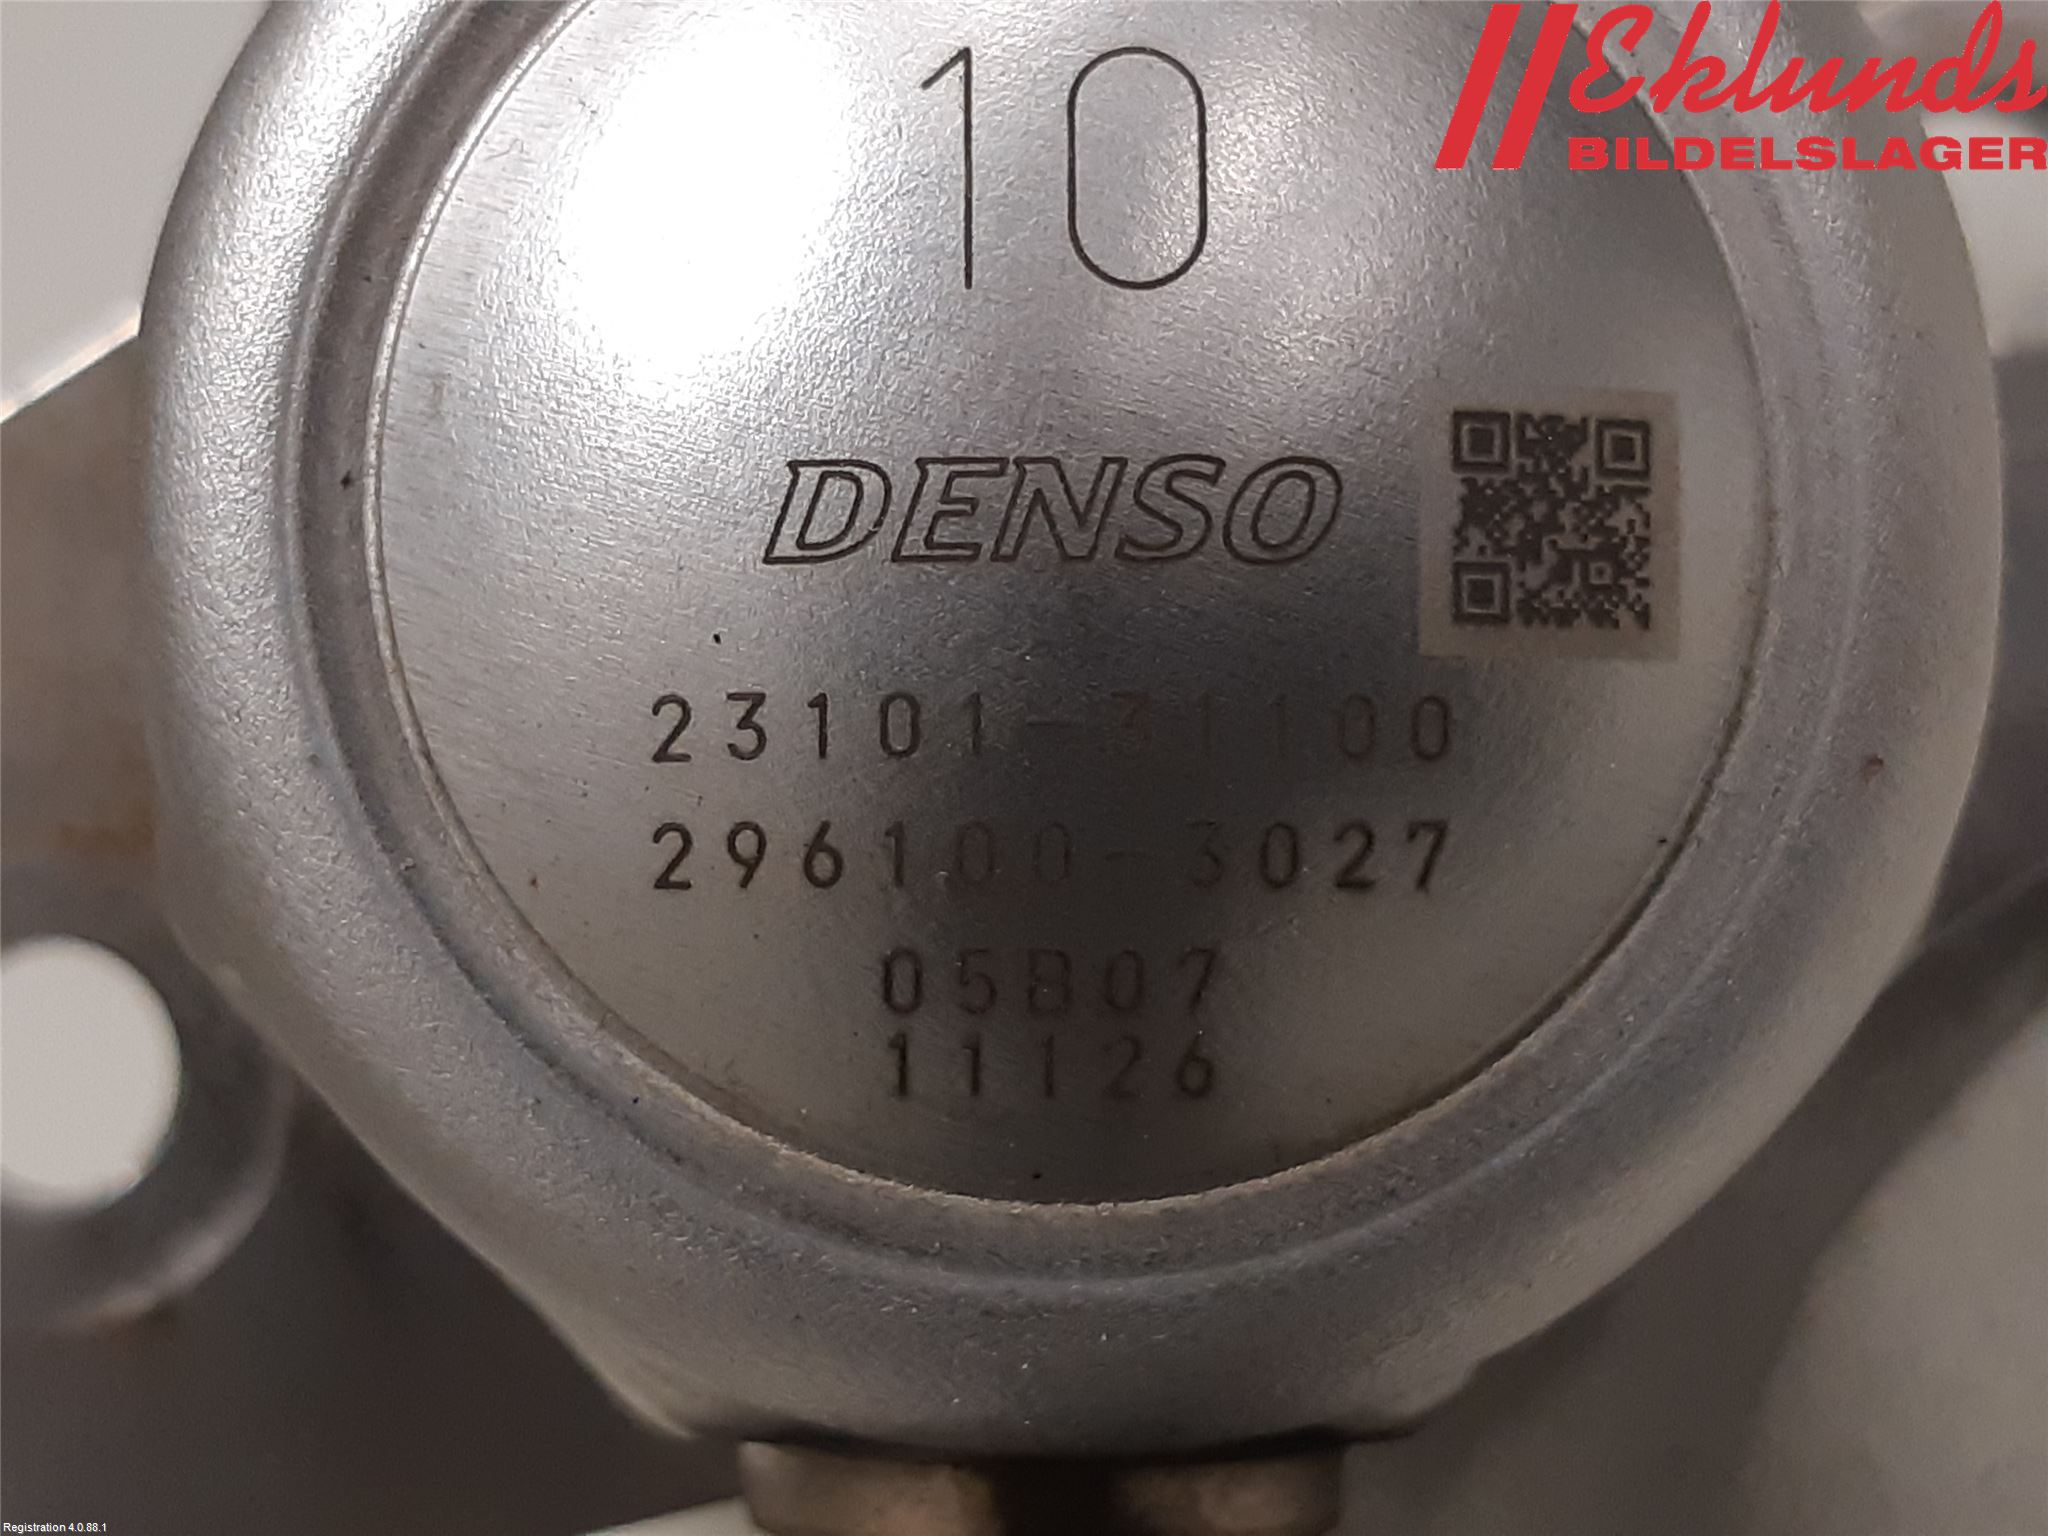 Eklunds
BILDELSLAGER
10
DENSO
23101-31100
296100-3027
05B07
11126
Registration 4.0.88.1